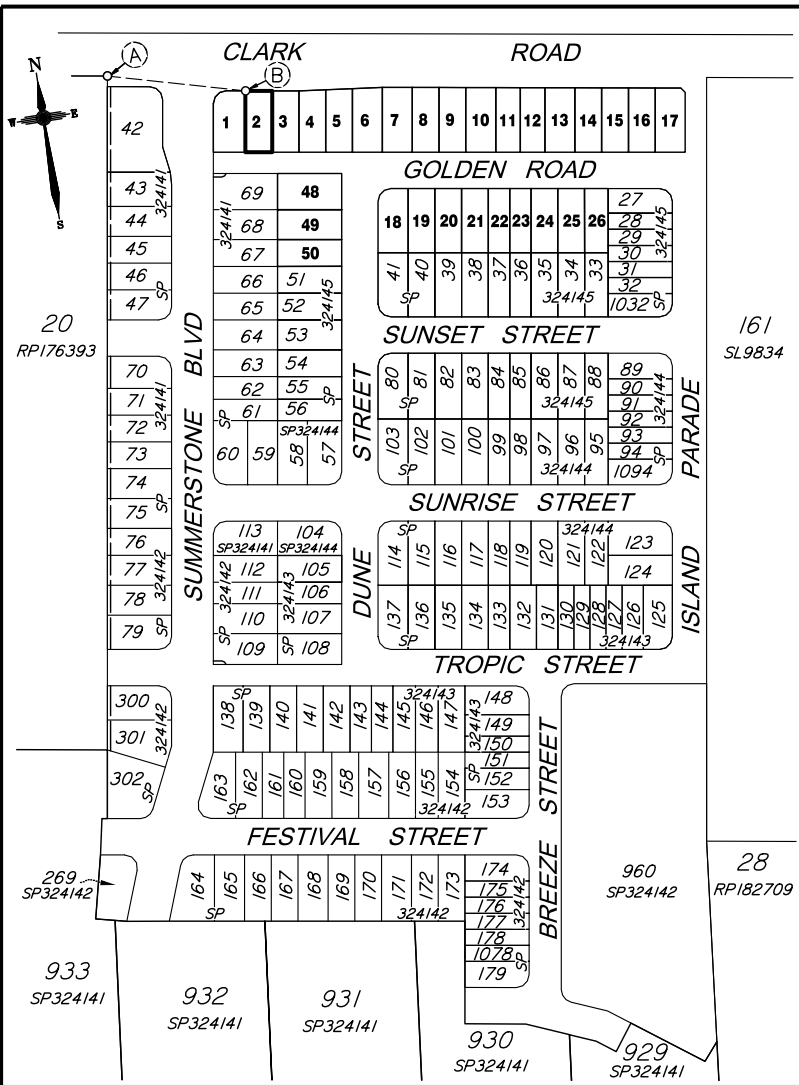 CLARK ROAD
A
B
N
W E
S
1 2 3 4 5 6 7 8 9 10 11 12 13 14 15 16 17
GOLDEN ROAD
42
43
44
45
46
47
324141
SP
20
RP176393
69
68
67
66
65
64
63
62
61
60 59
324141
SP
48
49
50
51
52
53
54
55
56
324145
SP
SP324144
58 57
18 19 20 21 22 23 24 25 26
41 40 39 38 37 36 35 34 33
SP 324145
27
28
29
30
31
32
1032
324145
SP
161
SL9834
SUNSET STREET
SUMMERSTONE BLVD
DUNE STREET
ISLAND PARADE
70
71
72
73
74
75
76
77
78
79
324141
SP
324142
SP
80 81 82 83 84 85 86 87 88
SP 324145
103 102 101 100 99 98 97 96 95
SP 324144
89
90
91
92
93
94
1094
324144
SP
SUNRISE STREET
113
SP324141
112
111
110
109
324142
SP
104
SP324144
105
106
107
108
324143
SP
SP 324144
114 115 116 117 118 119 120 121 122
123
124
137 136 135 134 133 132 131 130 129 128 127 126 125
SP 324143
TROPIC STREET
300
301
302
324142
SP
SP 324143
138 139 140 141 142 143 144 145 146 147
163 162 161 160 159 158 157 156 155 154
SP 324142
148
149
150
151
152
153
324143
SP
FESTIVAL STREET
BREEZE STREET
269
SP324142
164 165 166 167 168 169 170 171 172 173
SP 324142
174
175
176
177
178
1078
179
324142
SP
960
SP324142
28
RP182709
933
SP324141
932
SP324141
931
SP324141
930
SP324141
929
SP324141